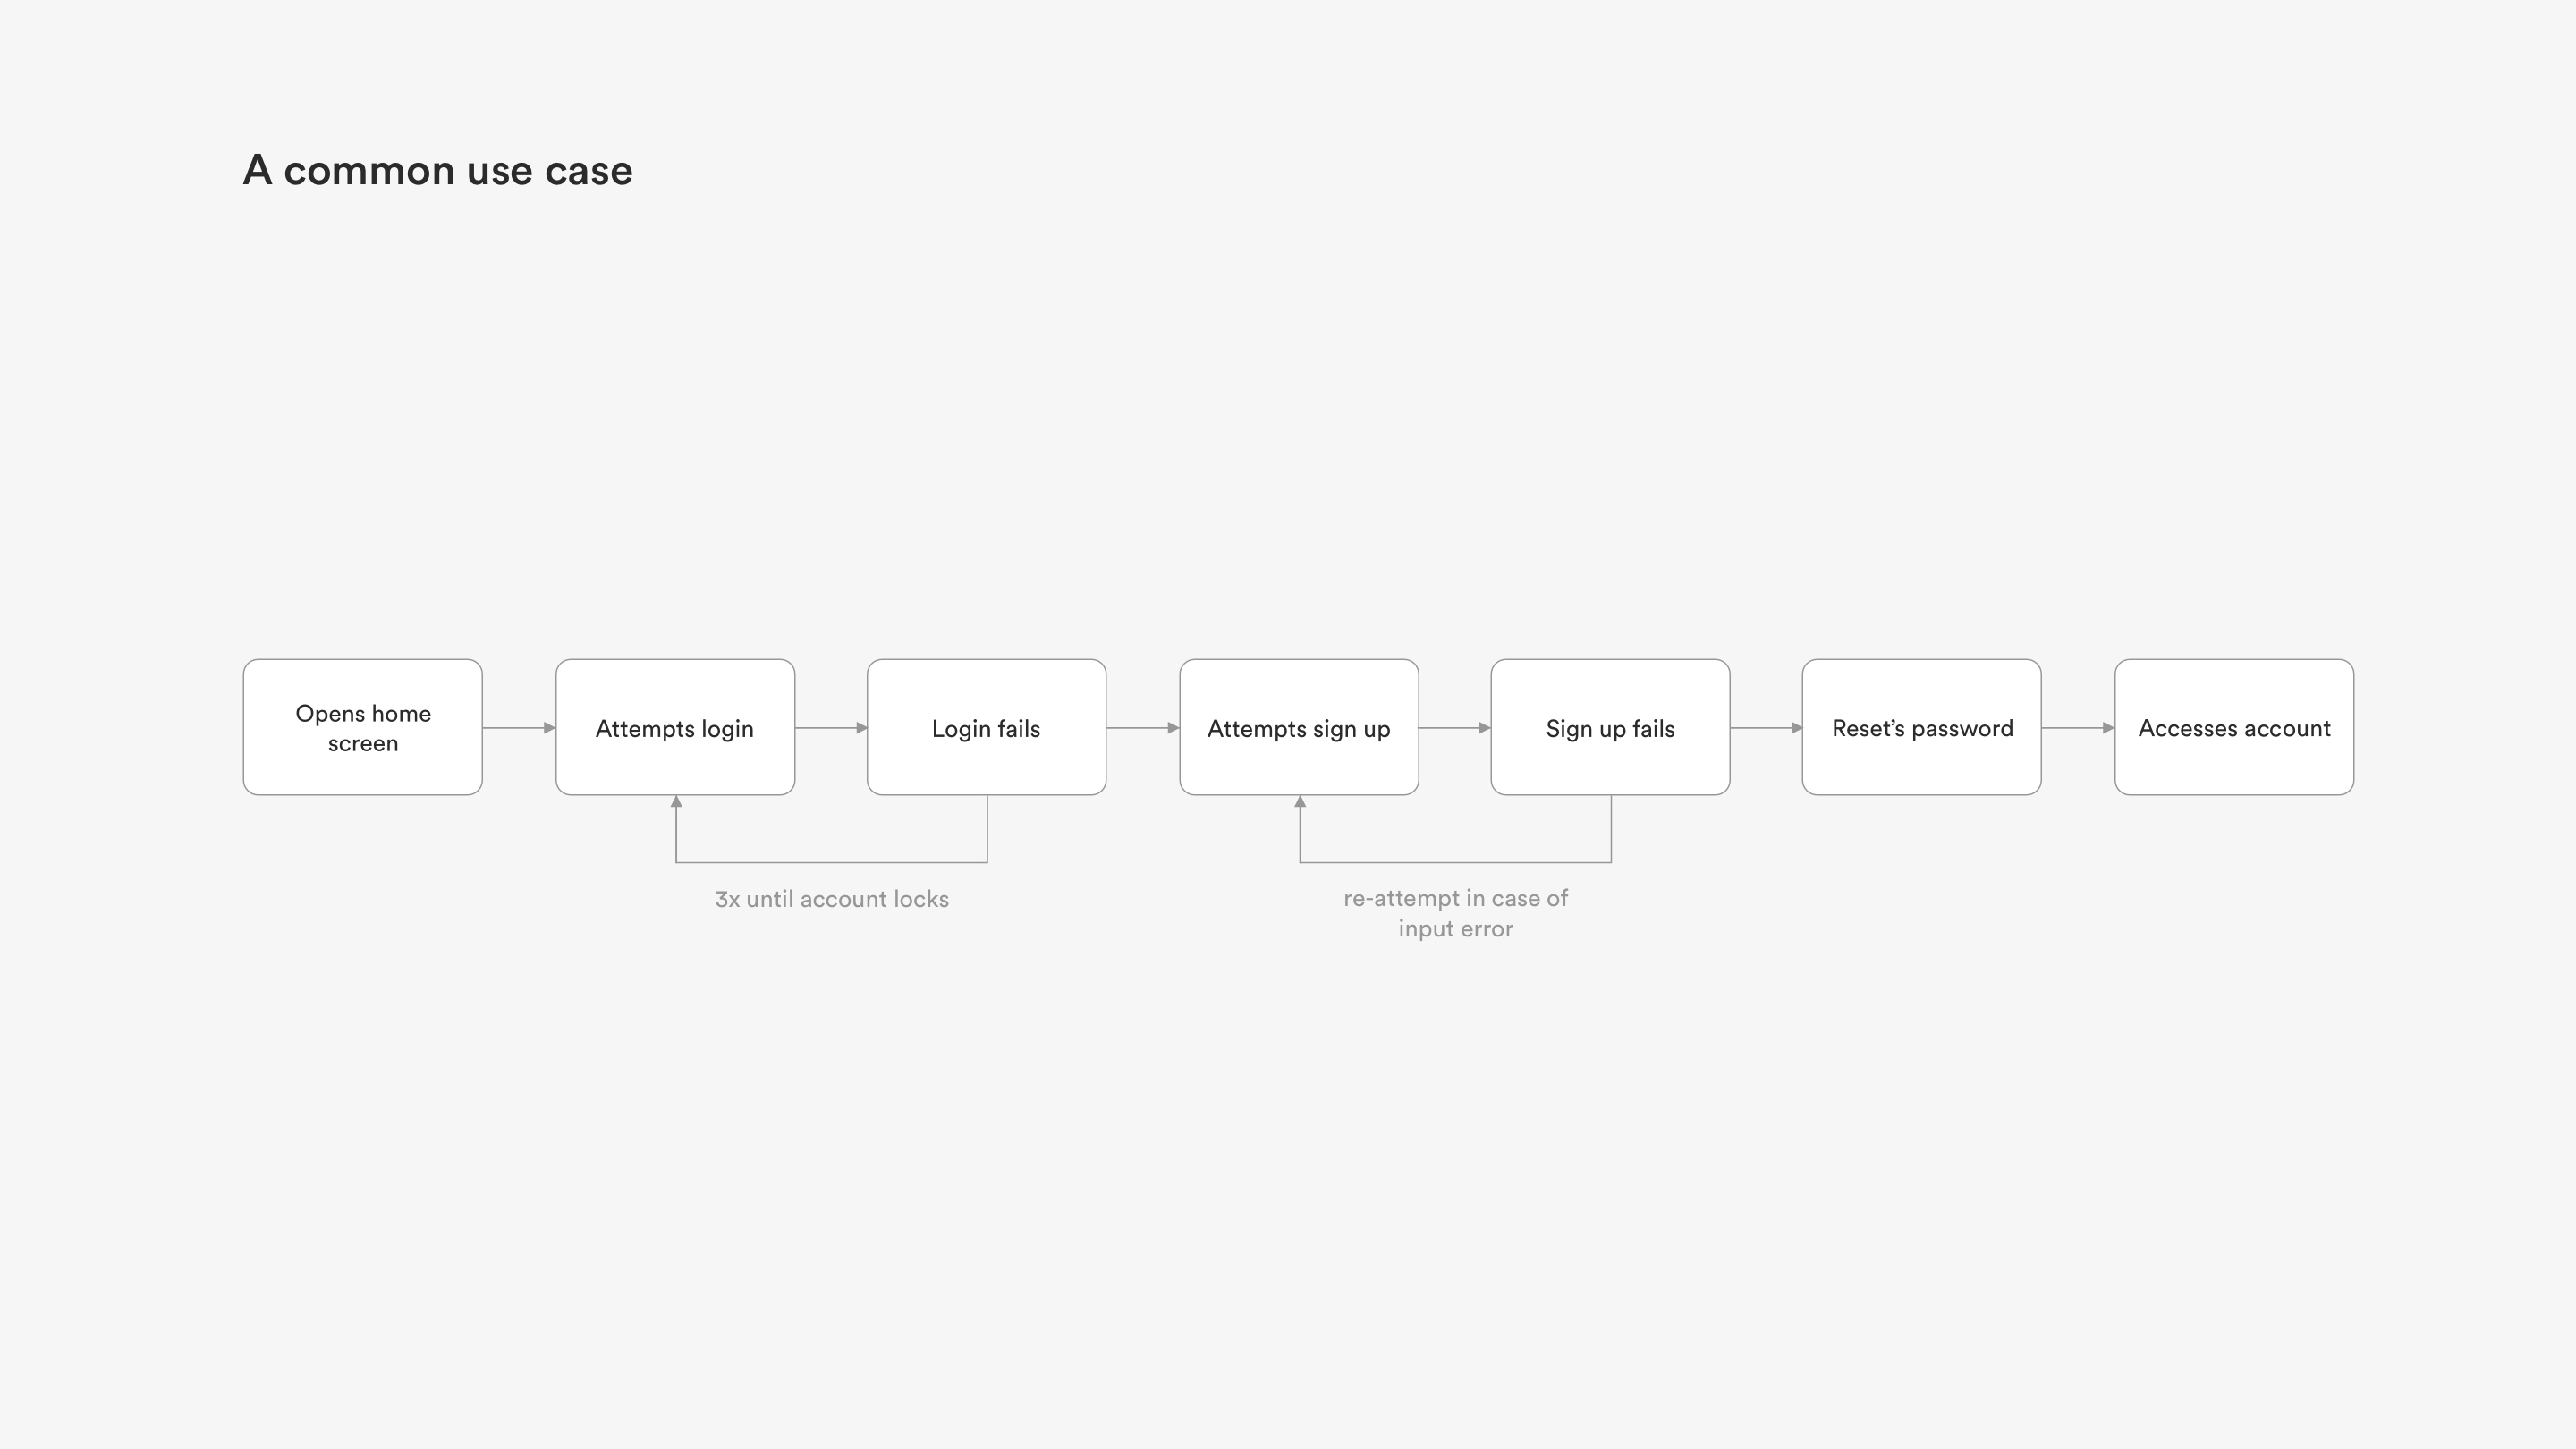 A common use case
Opens home
screen
Attempts login
Login fails
Attempts sign up
Sign up fails
Reset’s password
Accesses account
3x until account locks
re-attempt in case of
input error